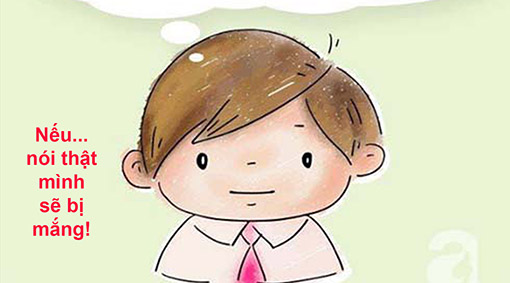 Nếu...
nói thật
mình
sẽ bị
mắng!